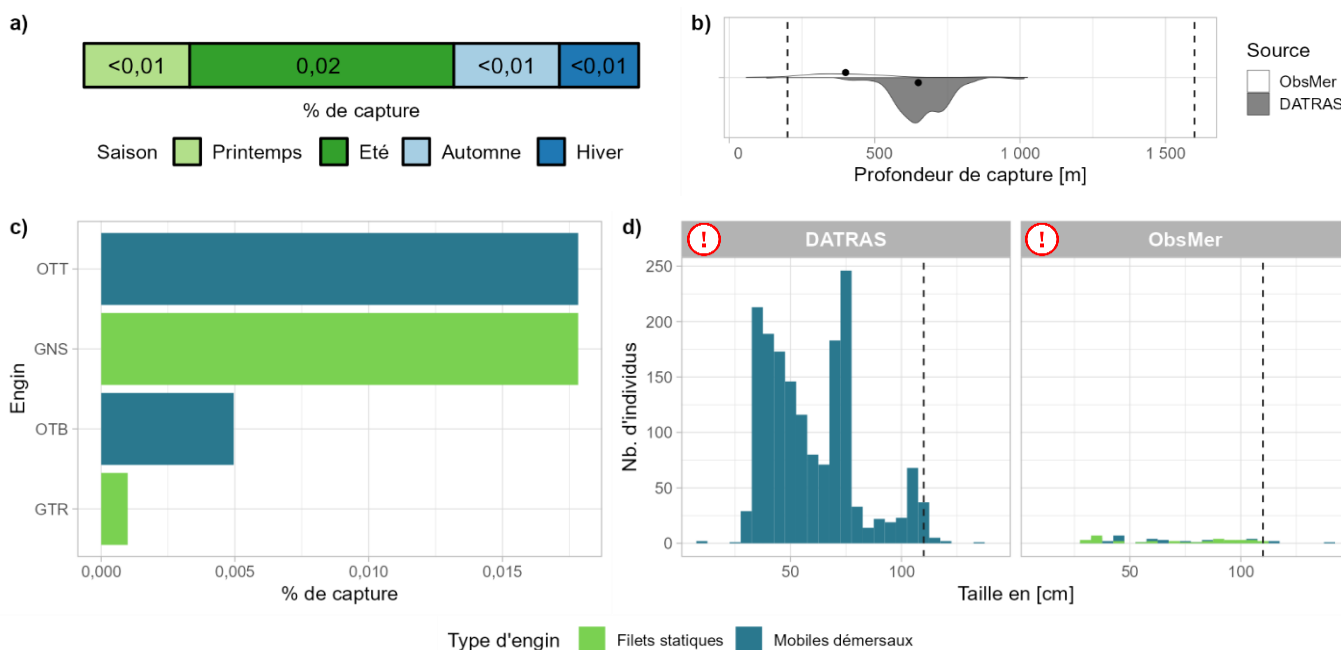 a)
<0,01 0,02 <0,01 <0,01
% de capture
Saison Printemps Eté Automne Hiver
b)
0 500 1 000 1 500
Profondeur de capture [m]
Source
ObsMer
DATRAS
c)
Engin
OTT
GNS
OTB
GTR
0,000 0,005 0,010 0,015
% de capture
d)
! DATRAS ! ObsMer
Nb. d'individus
250
200
150
100
50
0
50 100 50 100
Taille en [cm]
Type d'engin Filets statiques Mobiles démersaux